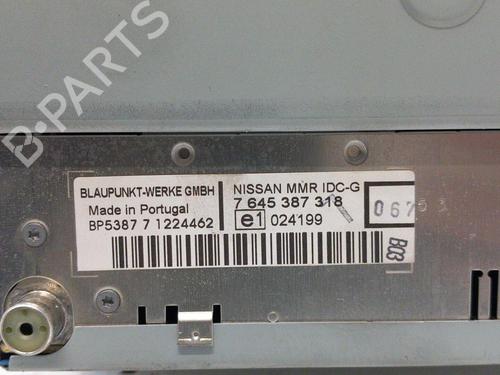 B-PARTS
BLAUPUNKT-WERKE GMBH
Made in Portugal
BP5387 7 1224462
NISSAN MMR IDC-G
7 645 387 318
e1 024199
B03